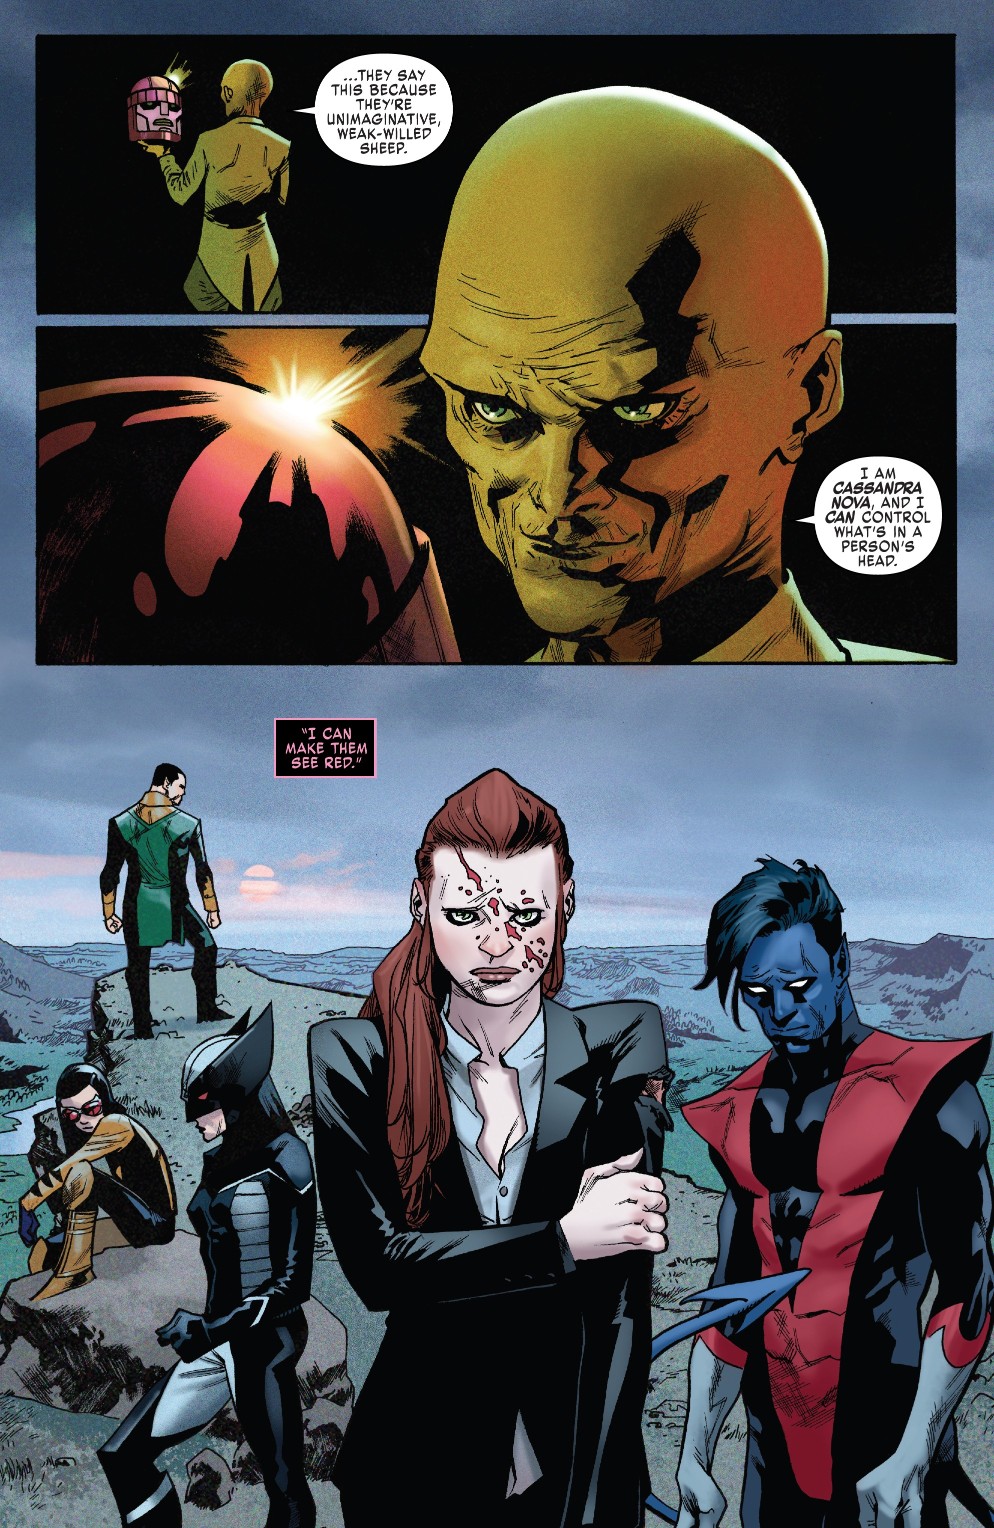 ...THEY SAY
THIS BECAUSE
THEY'RE
UNIMAGINATIVE,
WEAK-WILLED
SHEEP.
I AM
CASSANDRA
NOVA, AND I
CAN CONTROL
WHAT'S IN A
PERSON'S
HEAD.
"I CAN
MAKE THEM
SEE RED."